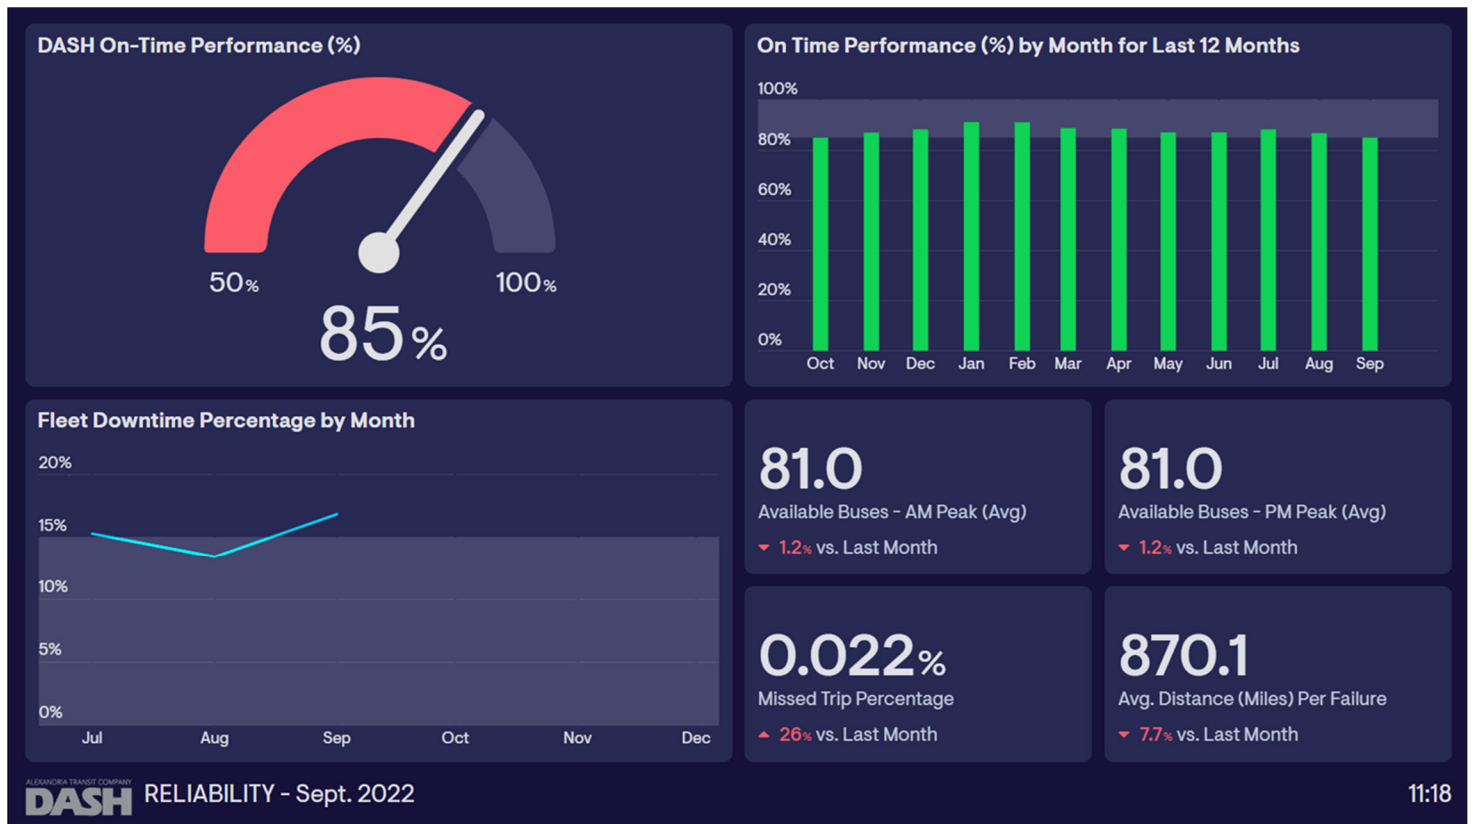 DASH On-Time Performance (%)
50%
100%
85%
On Time Performance (%) by Month for Last 12 Months
100%
80%
60%
40%
20%
0%
Oct Nov Dec Jan Feb Mar Apr May Jun Jul Aug Sep
Fleet Downtime Percentage by Month
20%
15%
10%
5%
0%
Jul Aug Sep Oct Nov Dec
81.0
Available Buses - AM Peak (Avg)
1.2% vs. Last Month
81.0
Available Buses - PM Peak (Avg)
1.2% vs. Last Month
0.022%
Missed Trip Percentage
26% vs. Last Month
870.1
Avg. Distance (Miles) Per Failure
7.7% vs. Last Month
ALEXANDRIA TRANSIT COMPANY
DASH
RELIABILITY - Sept. 2022
11:18